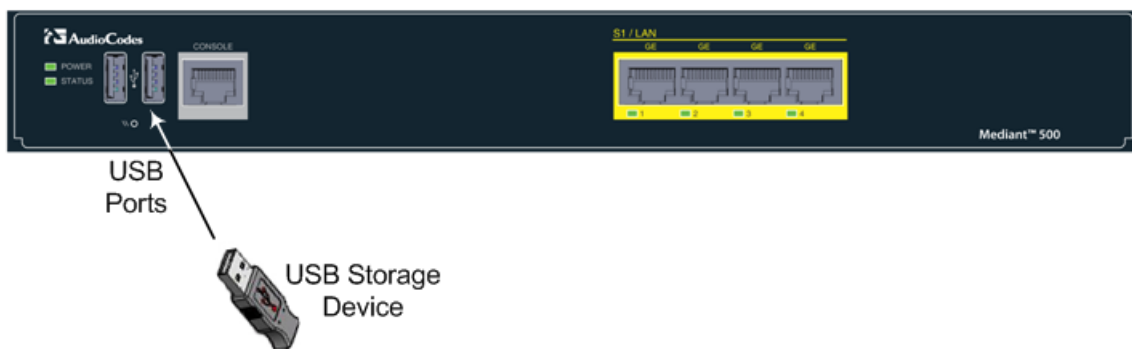 AudioCodes
CONSOLE
POWER
STATUS
S1 / LAN
GE GE GE GE
1 2 3 4
Mediant™ 500
USB
Ports
USB Storage
Device